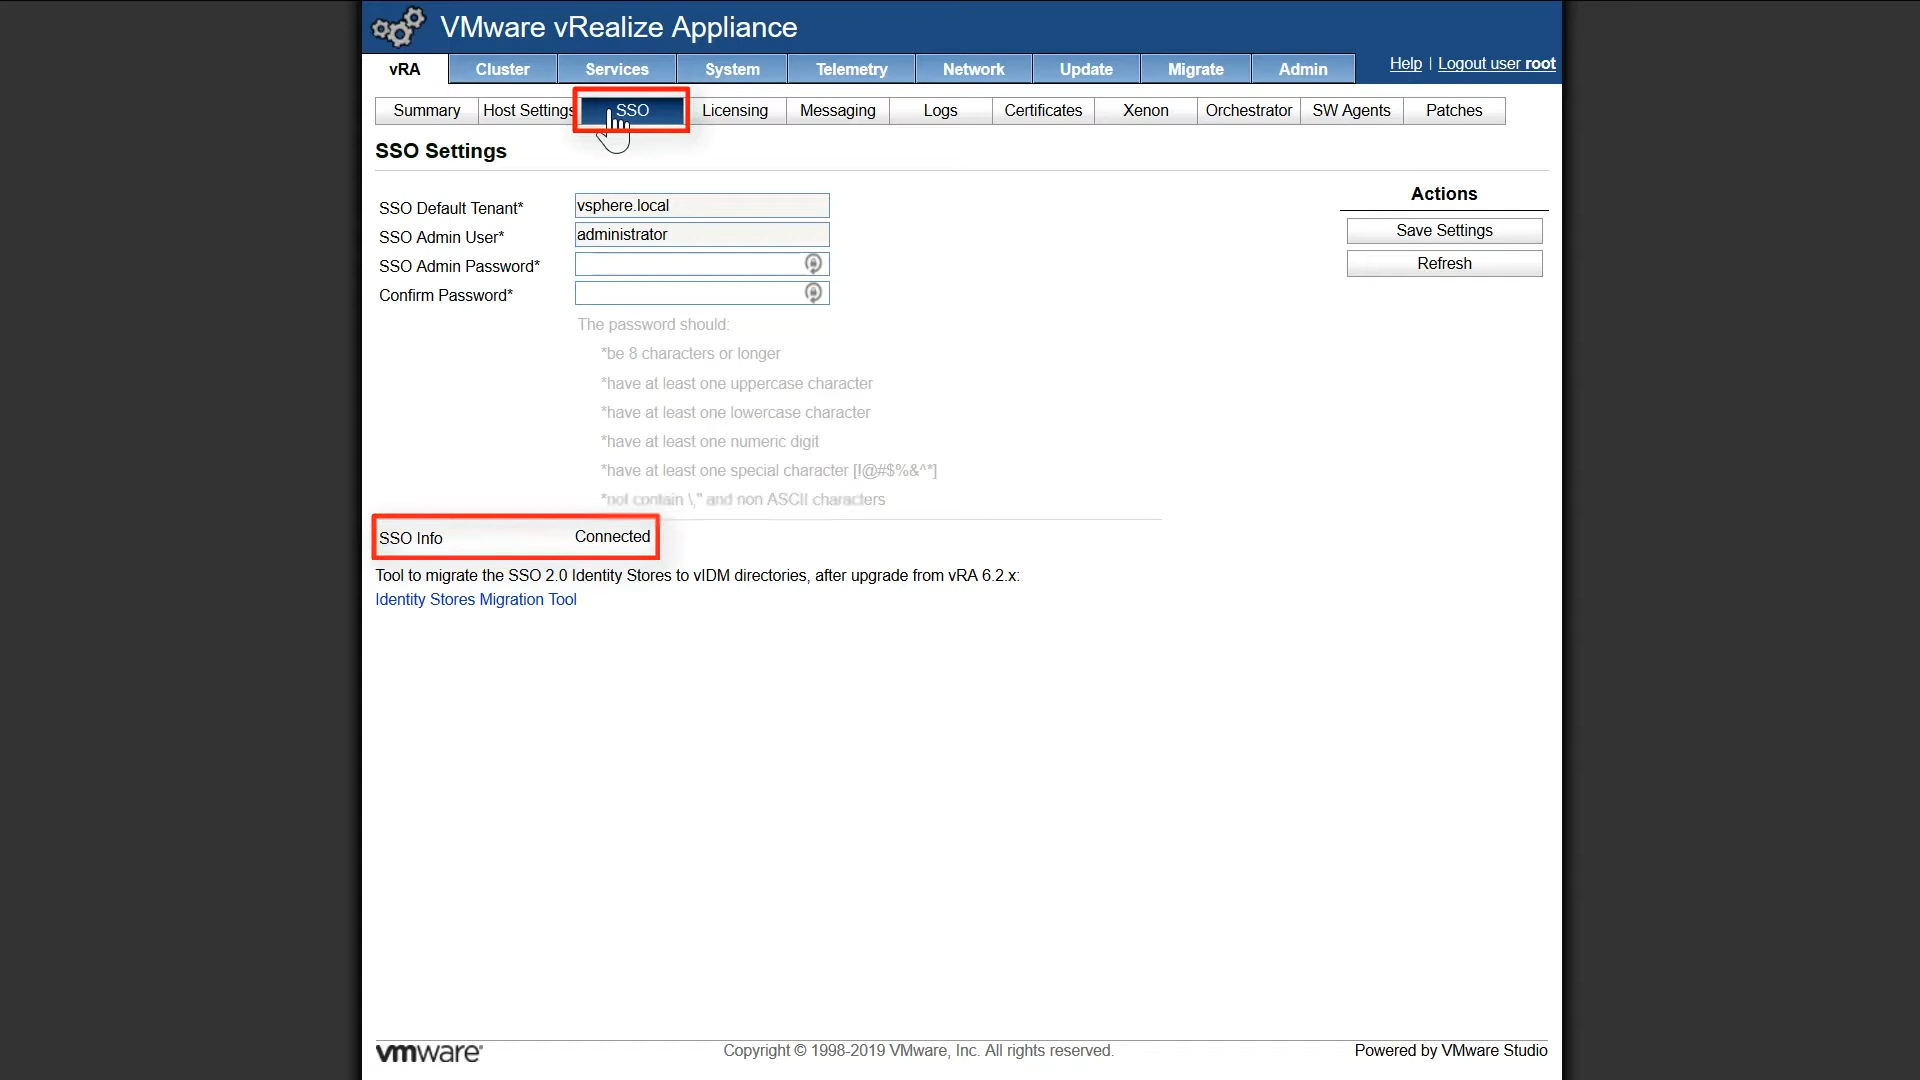 VMware vRealize Appliance
vRA Cluster Services System Telemetry Network Update Migrate Admin Help | Logout user root
Summary Host Settings SSO Licensing Messaging Logs Certificates Xenon Orchestrator SW Agents Patches
SSO Settings
Actions
SSO Default Tenant* vsphere.local
Save Settings
SSO Admin User* administrator
SSO Admin Password*
Refresh
Confirm Password*
The password should:
*be 8 characters or longer
*have at least one uppercase character
*have at least one lowercase character
*have at least one numeric digit
*have at least one special character [!@#$%&^*]
*not contain \," and non ASCII characters
SSO Info Connected
Tool to migrate the SSO 2.0 Identity Stores to vIDM directories, after upgrade from vRA 6.2.x:
Identity Stores Migration Tool
vmware Copyright © 1998-2019 VMware, Inc. All rights reserved. Powered by VMware Studio